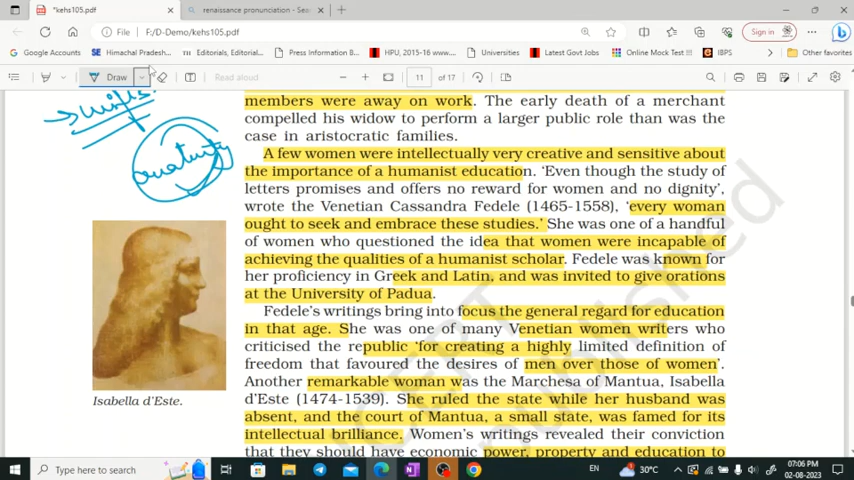 *kehs105.pdf
renaissance pronunciation - Sea
File
F:/D-Demo/kehs105.pdf
Sign in
Google Accounts
Himachal Pradesh...
Editorials, Editorial...
Press Information B...
HPU, 2015-16 www....
Universities
Latest Govt Jobs
Online Mock Test I...
IBPS
Other favorites
Draw
Read aloud
11 of 17
members were away on work. The early death of a merchant
compelled his widow to perform a larger public role than was the
case in aristocratic families.
A few women were intellectually very creative and sensitive about
the importance of a humanist education. ‘Even though the study of
letters promises and offers no reward for women and no dignity’,
wrote the Venetian Cassandra Fedele (1465-1558), ‘every woman
ought to seek and embrace these studies.’ She was one of a handful
of women who questioned the idea that women were incapable of
achieving the qualities of a humanist scholar. Fedele was known for
her proficiency in Greek and Latin, and was invited to give orations
at the University of Padua.
Fedele’s writings bring into focus the general regard for education
in that age. She was one of many Venetian women writers who
criticised the republic ‘for creating a highly limited definition of
freedom that favoured the desires of men over those of women’.
Another remarkable woman was the Marchesa of Mantua, Isabella
d’Este (1474-1539). She ruled the state while her husband was
absent, and the court of Mantua, a small state, was famed for its
intellectual brilliance. Women’s writings revealed their conviction
that they should have economic power, property and education to
Isabella d’Este.
published
Type here to search
30°C
EN
07:06 PM
02-08-2023